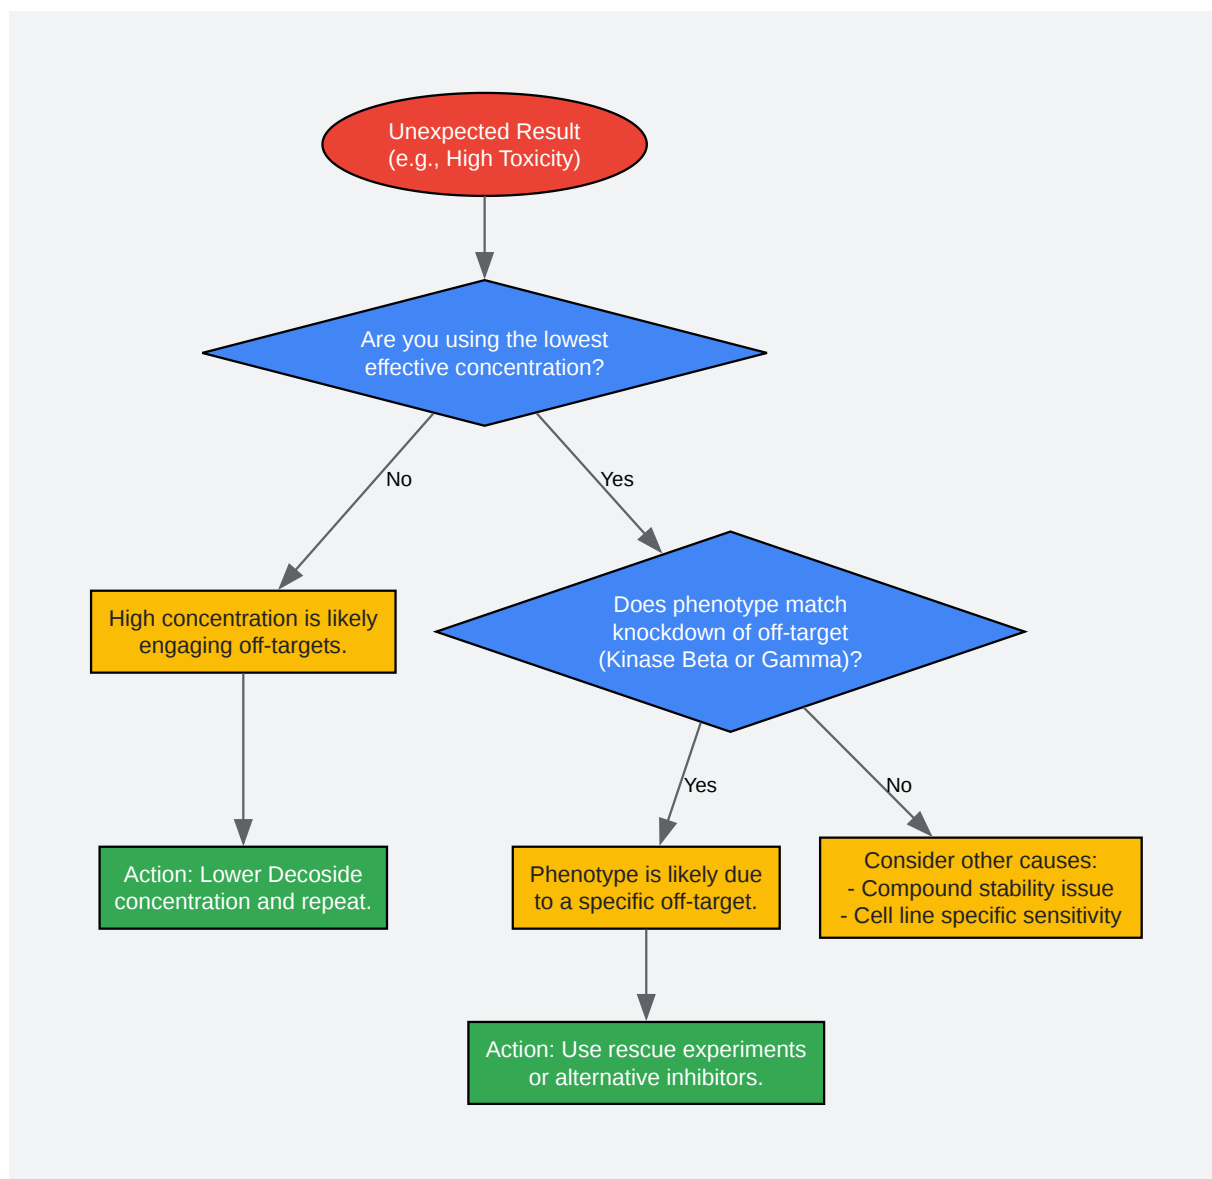 Unexpected Result
(e.g., High Toxicity)
Are you using the lowest
effective concentration?
No
Yes
High concentration is likely
engaging off-targets.
Does phenotype match
knockdown of off-target
(Kinase Beta or Gamma)?
Yes
No
Action: Lower Decoside
concentration and repeat.
Phenotype is likely due
to a specific off-target.
Consider other causes:
- Compound stability issue
- Cell line specific sensitivity
Action: Use rescue experiments
or alternative inhibitors.